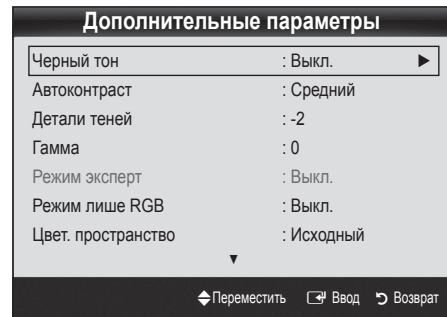 Дополнительные параметры
Черный тон : Выкл. ►
Автоконтраст : Средний
Детали теней : -2
Гамма : 0
Режим эксперт : Выкл.
Режим лише RGB : Выкл.
Цвет. пространство : Исходный
▼
Переместить Ввод Возврат